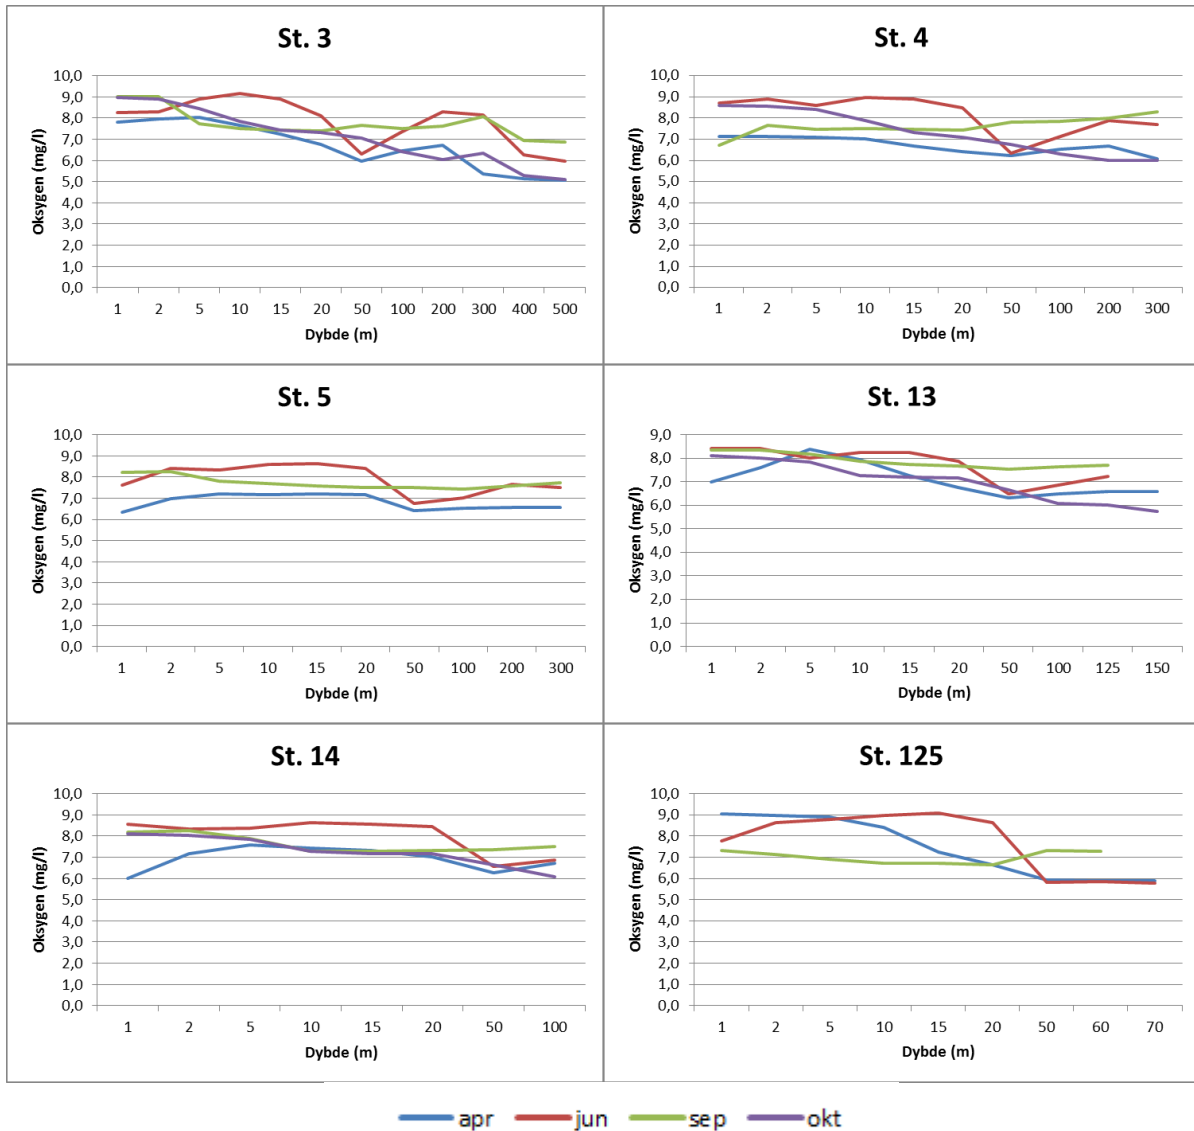 St. 3
10,0
9,0
8,0
7,0
6,0
5,0
4,0
3,0
2,0
1,0
0,0
Oksygen (mg/l)
1 2 5 10 15 20 50 100 200 300 400 500
Dybde (m)
St. 4
10,0
9,0
8,0
7,0
6,0
5,0
4,0
3,0
2,0
1,0
0,0
Oksygen (mg/l)
1 2 5 10 15 20 50 100 200 300
Dybde (m)
St. 5
10,0
9,0
8,0
7,0
6,0
5,0
4,0
3,0
2,0
1,0
0,0
Oksygen (mg/l)
1 2 5 10 15 20 50 100 200 300
Dybde (m)
St. 13
9,0
8,0
7,0
6,0
5,0
4,0
3,0
2,0
1,0
0,0
Oksygen (mg/l)
1 2 5 10 15 20 50 100 125 150
Dybde (m)
St. 14
10,0
9,0
8,0
7,0
6,0
5,0
4,0
3,0
2,0
1,0
0,0
Oksygen (mg/l)
1 2 5 10 15 20 50 100
Dybde (m)
St. 125
10,0
9,0
8,0
7,0
6,0
5,0
4,0
3,0
2,0
1,0
0,0
Oksygen (mg/l)
1 2 5 10 15 20 50 60 70
Dybde (m)
apr jun sep okt